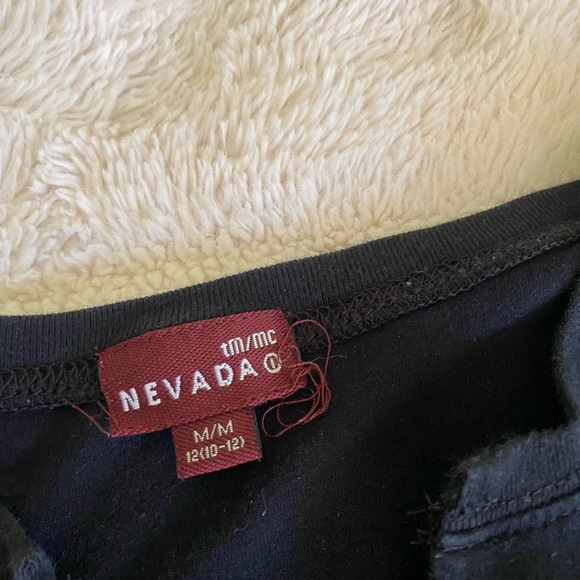 tm/mc
NEVADA
M/M
12(10-12)